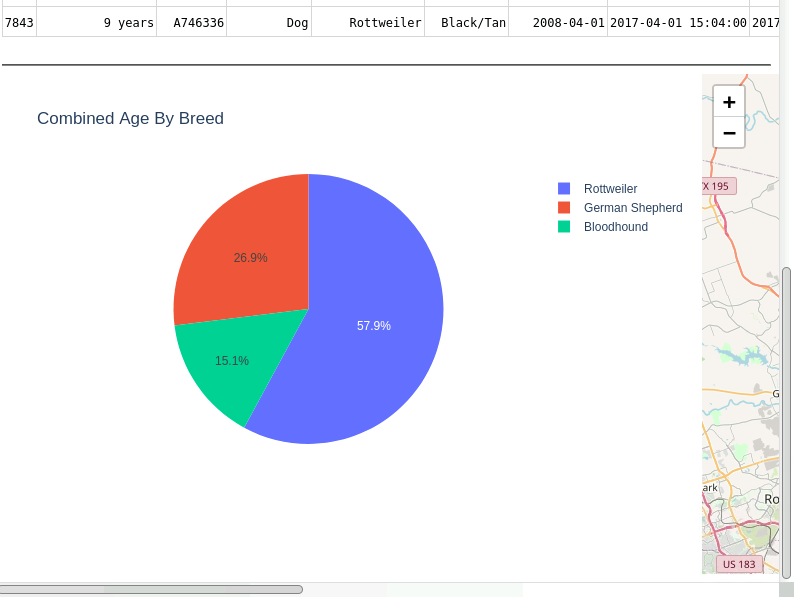 7843 9 years A746336 Dog Rottweiler Black/Tan 2008-04-01 2017-04-01 15:04:00 2017
Combined Age By Breed
+
−
X 195
Rottweiler
German Shepherd
Bloodhound
26.9%
57.9%
15.1%
G
ark
Ro
US 183